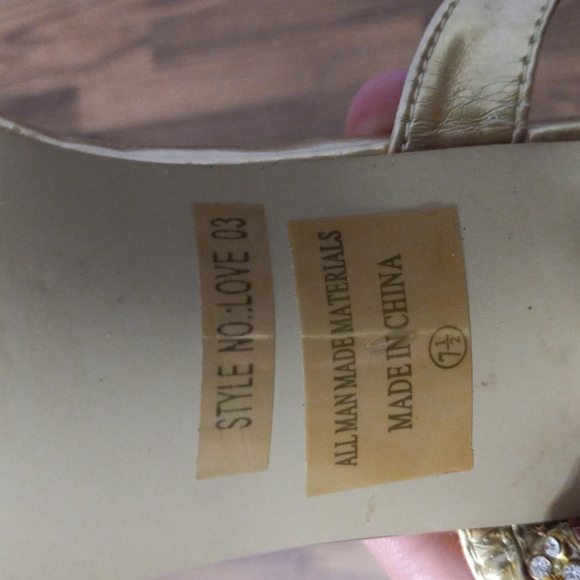 STYLE NO.:LOVE 03
ALL MAN MADE MATERIALS
MADE IN CHINA
7½